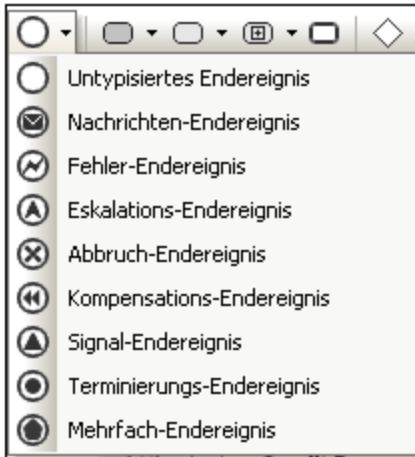 Untypisiertes Endereignis
Nachrichten-Endereignis
Fehler-Endereignis
Eskalations-Endereignis
Abbruch-Endereignis
Kompensations-Endereignis
Signal-Endereignis
Terminierungs-Endereignis
Mehrfach-Endereignis